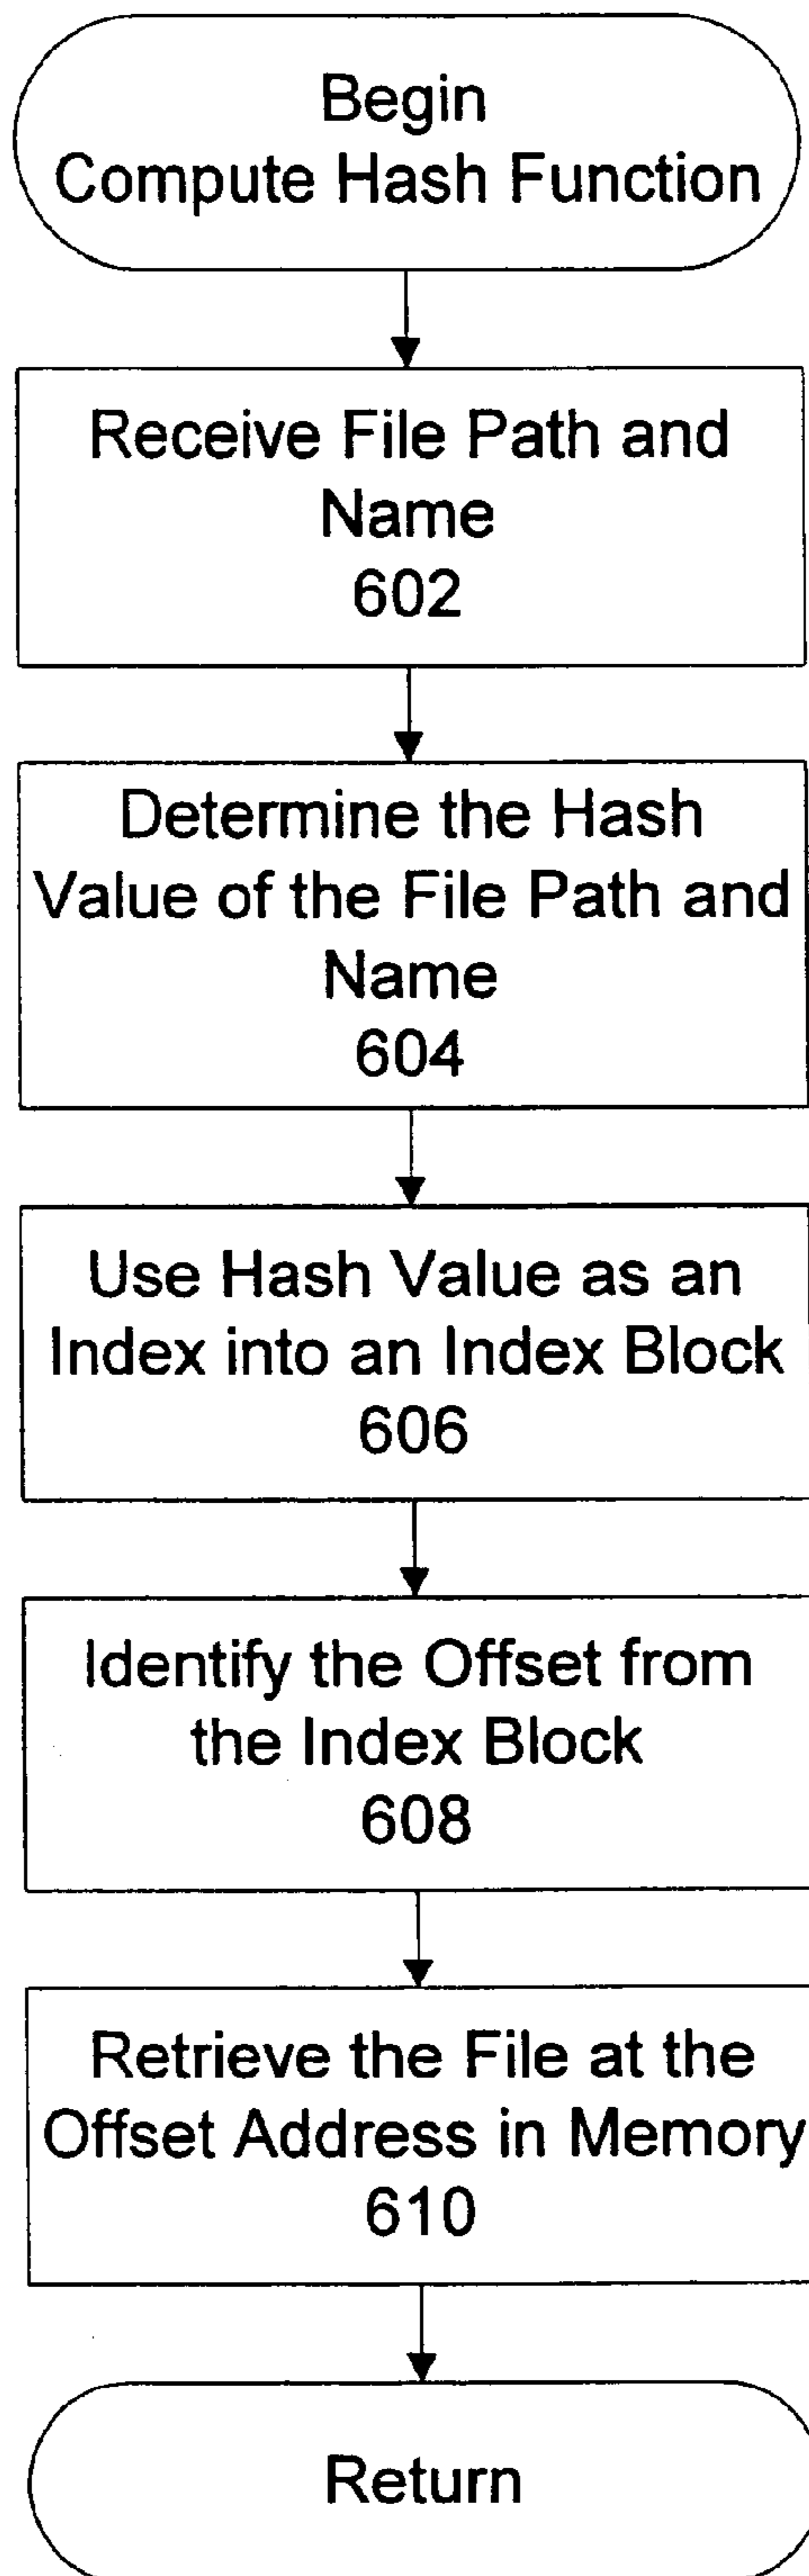 Begin
Compute Hash Function
Receive File Path and
Name
602
Determine the Hash
Value of the File Path and
Name
604
Use Hash Value as an
Index into an Index Block
606
Identify the Offset from
the Index Block
608
Retrieve the File at the
Offset Address in Memory
610
Return